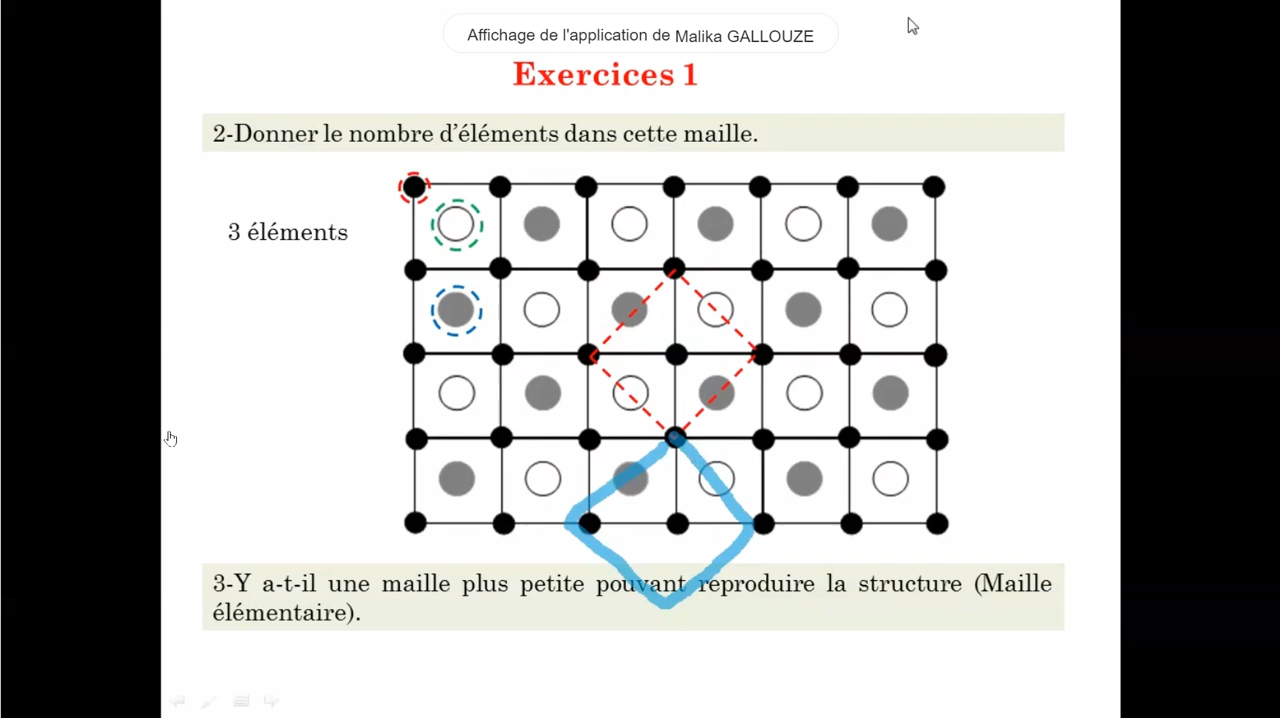 Affichage de l'application de Malika GALLOUZE
Exercices 1
2-Donner le nombre d'éléments dans cette maille.
3 éléments
3-Y a-t-il une maille plus petite pouvant reproduire la structure (Maille
élémentaire).